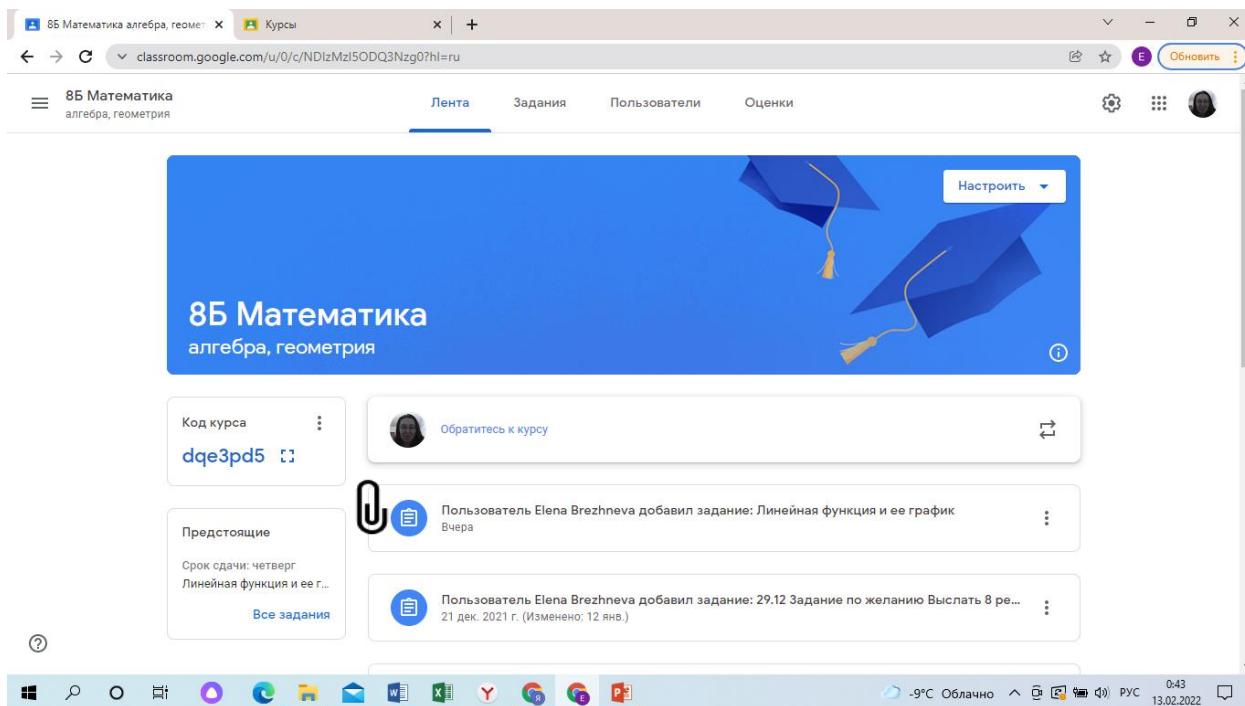 8Б Математика алгебра, геомет
Курсы
classroom.google.com/u/0/c/NDIzMzI5ODQ3Nzg0?hl=ru
E
Обновить
8Б Математика
алгебра, геометрия
Лента
Задания
Пользователи
Оценки
Настроить
8Б Математика
алгебра, геометрия
Код курса
dqe3pd5
Обратитесь к курсу
Предстоящие
Срок сдачи: четверг
Линейная функция и ее г...
Все задания
Пользователь Elena Brezhneva добавил задание: Линейная функция и ее график
Вчера
Пользователь Elena Brezhneva добавил задание: 29.12 Задание по желанию Выслать 8 ре...
21 дек. 2021 г. (Изменено: 12 янв.)
-9°C Облачно
РУС
0:43
13.02.2022